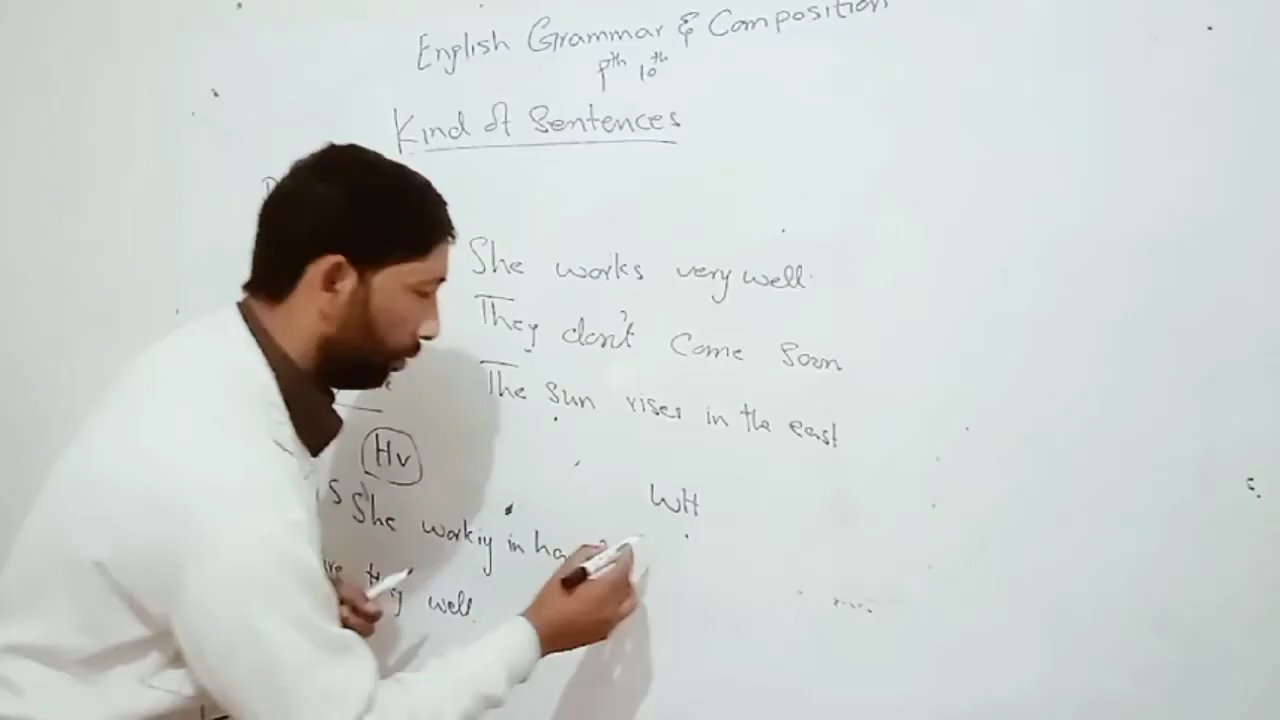 English Grammar & Composition
9th 10th
Kind of Sentences
She works very well.
They don't come soon
The sun rises in the east
Hv
She workiy in
WH
well